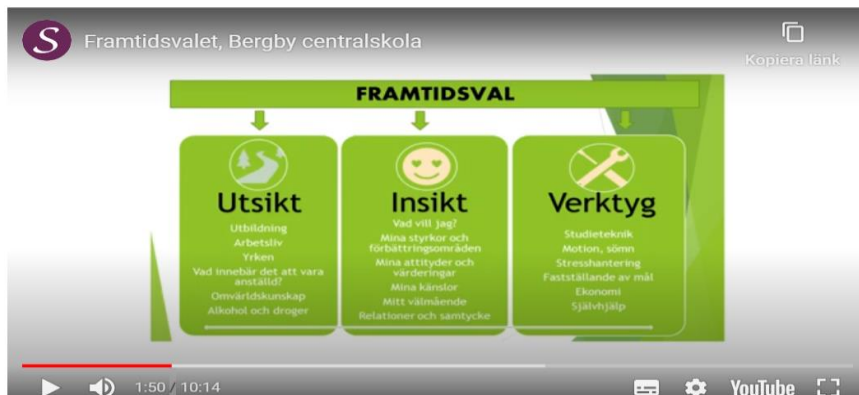 S
Framtidsvalet, Bergby centralskola
Kopiera länk
FRAMTIDSVAL
Utsikt
Utbildning
Arbetsliv
Yrken
Vad innebär det att vara
anställd?
Omvärldskunskap
Alkohol och droger
Insikt
Vad vill jag?
Mina styrkor och
förbättringsområden
Mina attityder och
värderingar
Mina känslor
Mitt välmående
Relationer och samtycke
Verktyg
Studieteknik
Motion, sömn
Stresshantering
Fastställande av mål
Ekonomi
Självhjälp
1:50 / 10:14
YouTube